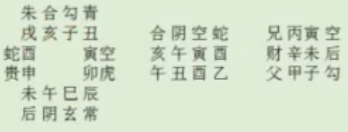 朱合勾青
戌亥子丑 合阴空蛇 兄丙寅空
蛇酉 寅空 亥午寅酉 财辛未后
贵申 卯虎 午丑酉乙 父甲子勾
未午巳辰
后阴玄常